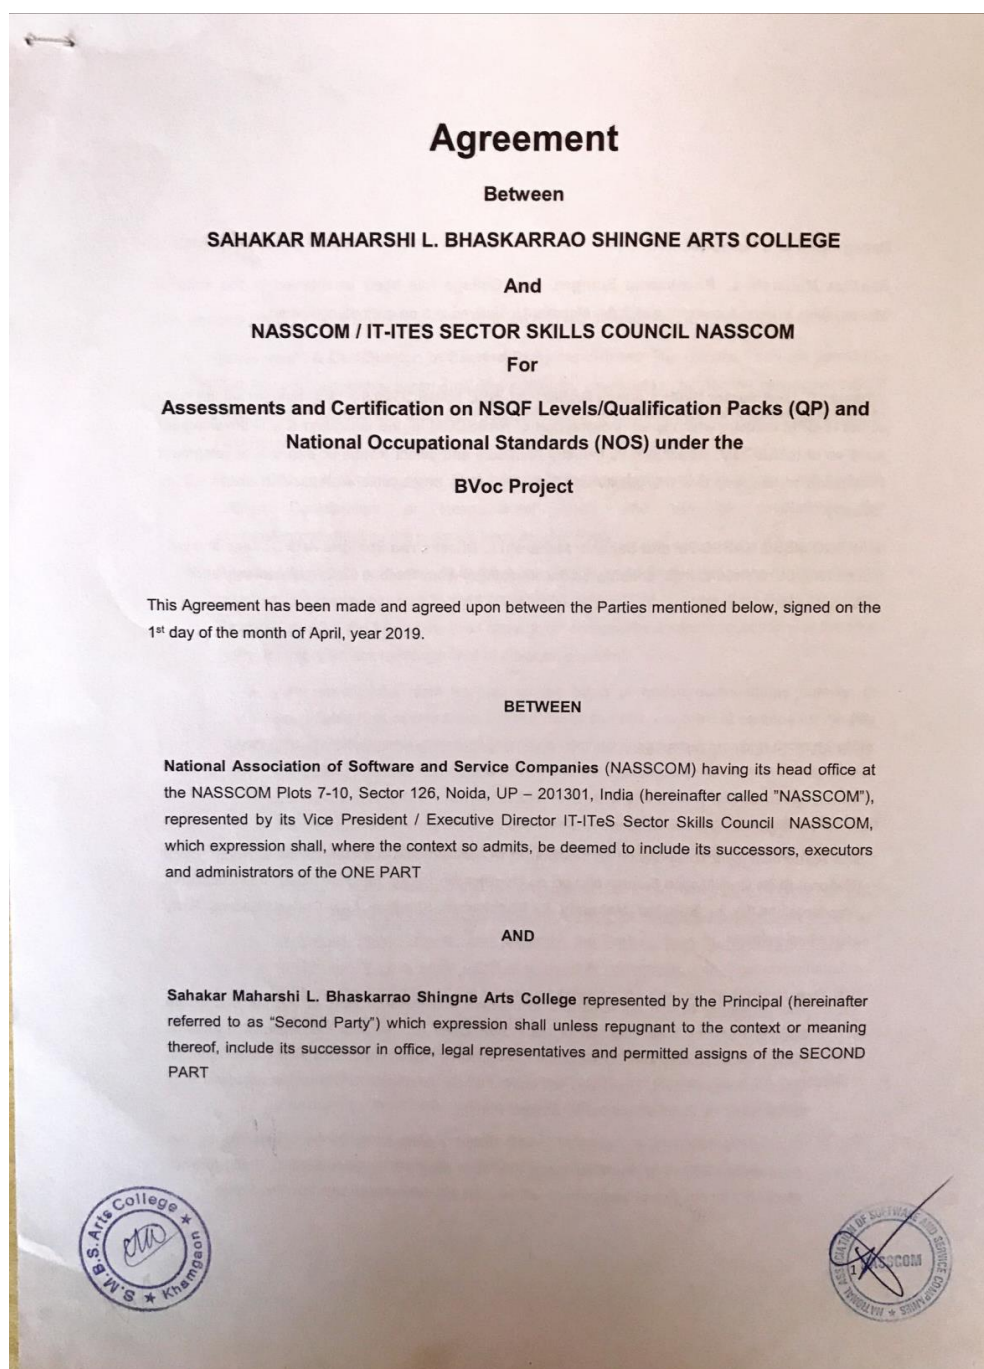 Agreement
Between
SAHAKAR MAHARSHI L. BHASKARRAO SHINGNE ARTS COLLEGE
And
NASSCOM / IT-ITES SECTOR SKILLS COUNCIL NASSCOM
For
Assessments and Certification on NSQF Levels/Qualification Packs (QP) and
National Occupational Standards (NOS) under the
BVoc Project
This Agreement has been made and agreed upon between the Parties mentioned below, signed on the
1st day of the month of April, year 2019.
BETWEEN
National Association of Software and Service Companies (NASSCOM) having its head office at
the NASSCOM Plots 7-10, Sector 126, Noida, UP – 201301, India (hereinafter called "NASSCOM"),
represented by its Vice President / Executive Director IT-ITeS Sector Skills Council NASSCOM,
which expression shall, where the context so admits, be deemed to include its successors, executors
and administrators of the ONE PART
AND
Sahakar Maharshi L. Bhaskarrao Shingne Arts College represented by the Principal (hereinafter
referred to as “Second Party”) which expression shall unless repugnant to the context or meaning
thereof, include its successor in office, legal representatives and permitted assigns of the SECOND
PART
S.M.B.S. Arts College ★ Khamgaon ★
NATIONAL ASSOCIATION OF SOFTWARE AND SERVICE COMPANIES ★
NASSCOM
1